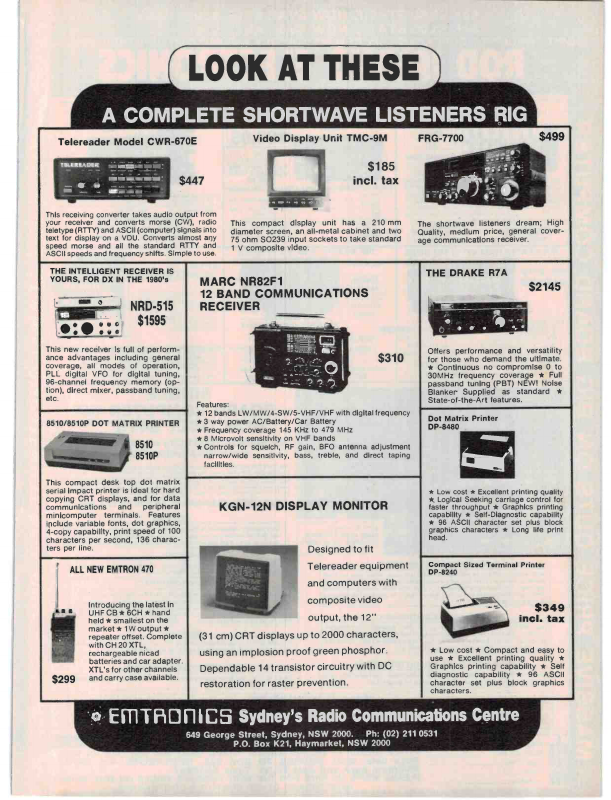 LOOK AT THESE
A COMPLETE SHORTWAVE LISTENERS RIG
Telereader Model CWR-670E
TELEREADER
$447
This receiving converter takes audio output from
your receiver and converts morse (CW), radio
teletype (RTTY) and ASCII (computer) signals into
text for display on a VDU. Converts almost any
speed morse and all the standard RTTY and
ASCII speeds and frequency shifts. Simple to use.
Video Display Unit TMC-9M
$185
incl. tax
This compact display unit has a 210 mm
diameter screen, an all-metal cabinet and two
75 ohm SO239 input sockets to take standard
1 V composite video.
FRG-7700
$499
The shortwave listeners dream; High
Quality, medium price, general cover-
age communications receiver.
THE INTELLIGENT RECEIVER IS
YOURS, FOR DX IN THE 1980's
NRD-515
$1595
This new receiver is full of perform-
ance advantages including general
coverage, all modes of operation,
PLL digital VFO for digital tuning,
96-channel frequency memory (op-
tion), direct mixer, passband tuning,
etc.
MARC NR82F1
12 BAND COMMUNICATIONS
RECEIVER
$310
Features:
★ 12 bands LW/MW/4-SW/5-VHF/VHF with digital frequency
★ 3 way power AC/Battery/Car Battery
★ Frequency coverage 145 KHz to 479 MHz
★ 8 Microvolt sensitivity on VHF bands
★ Controls for squelch, RF gain, BFO antenna adjustment
narrow/wide sensitivity, bass, treble, and direct taping
facilities.
THE DRAKE R7A
$2145
Offers performance and versatility
for those who demand the ultimate.
★ Continuous no compromise 0 to
30MHz frequency coverage ★ Full
passband tuning (PBT) NEW! Noise
Blanker Supplied as standard ★
State-of-the-Art features.
8510/8510P DOT MATRIX PRINTER
8510
8510P
This compact desk top dot matrix
serial impact printer is ideal for hard
copying CRT displays, and for data
communications and peripheral
minicomputer terminals. Features
include variable fonts, dot graphics,
4-copy capability, print speed of 100
characters per second, 136 charac-
ters per line.
Dot Matrix Printer
DP-8480
★ Low cost ★ Excellent printing quality
★ Logical Seeking carriage control for
faster throughput ★ Graphics printing
capability ★ Self-Diagnostic capability
★ 96 ASCII character set plus block
graphics characters ★ Long life print
head.
ALL NEW EMTRON 470
Introducing the latest in
UHF CB ★ 6CH ★ hand
held ★ smallest on the
market ★ 1W output ★
repeater offset. Complete
with CH 20 XTL,
rechargeable nicad
batteries and car adapter.
XTL's for other channels
and carry case available.
$299
KGN-12N DISPLAY MONITOR
Designed to fit
Telereader equipment
and computers with
composite video
output, the 12"
(31 cm) CRT displays up to 2000 characters,
using an implosion proof green phosphor.
Dependable 14 transistor circuitry with DC
restoration for raster prevention.
Compact Sized Terminal Printer
DP-8240
$349
incl. tax
★ Low cost ★ Compact and easy to
use ★ Excellent printing quality ★
Graphics printing capability ★ Self
diagnostic capability ★ 96 ASCII
character set plus block graphics
characters.
EMTRONICS Sydney's Radio Communications Centre
649 George Street, Sydney, NSW 2000. Ph: (02) 211 0531
P.O. Box K21, Haymarket, NSW 2000